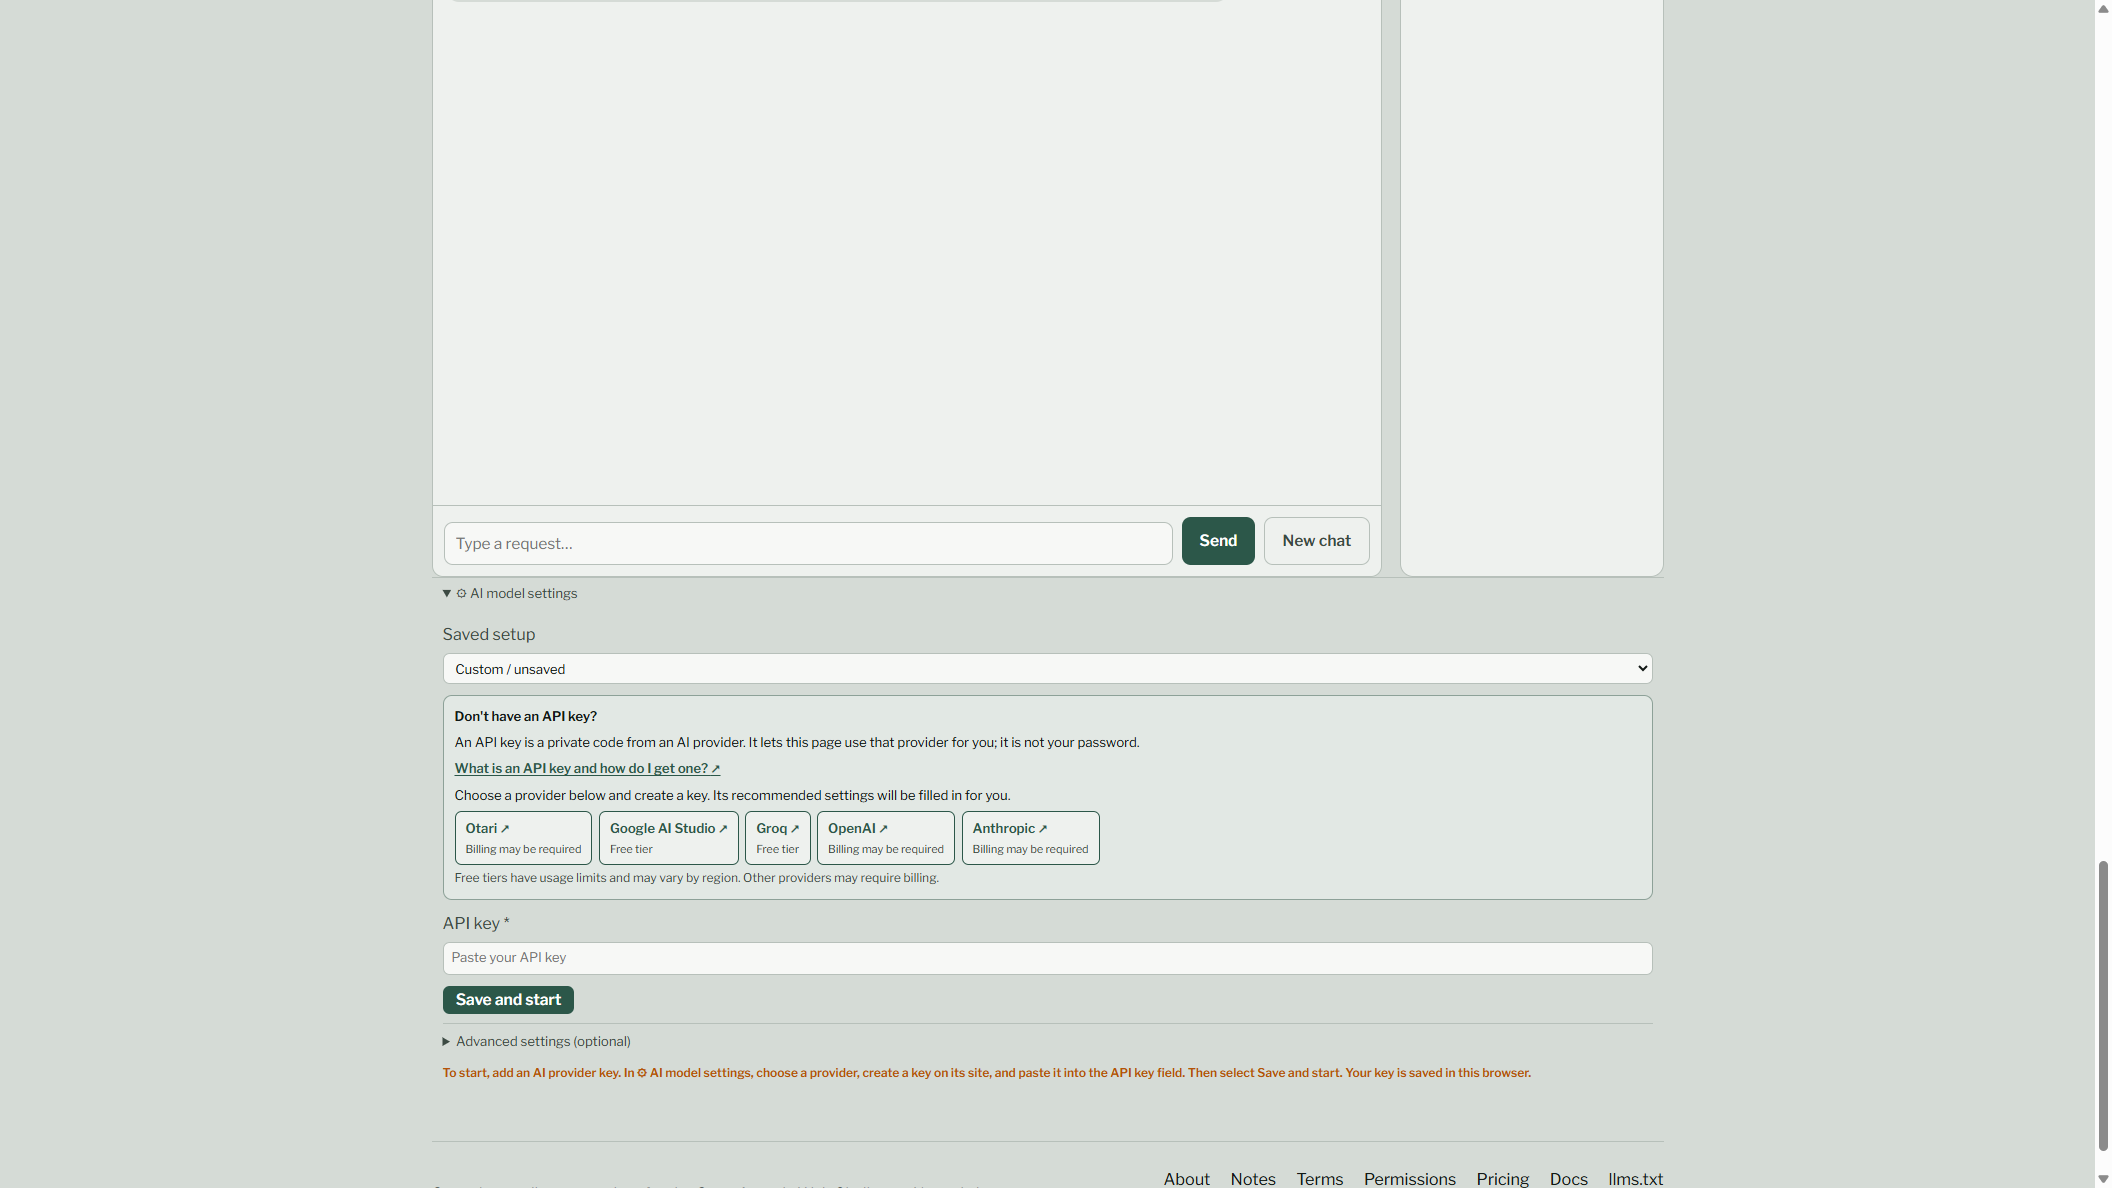 Type a request...
Send
New chat
▼ ⚙ AI model settings
Saved setup
Custom / unsaved
Don't have an API key?
An API key is a private code from an AI provider. It lets this page use that provider for you; it is not your password.
What is an API key and how do I get one? ↗
Choose a provider below and create a key. Its recommended settings will be filled in for you.
Otari ↗
Billing may be required
Google AI Studio ↗
Free tier
Groq ↗
Free tier
OpenAI ↗
Billing may be required
Anthropic ↗
Billing may be required
Free tiers have usage limits and may vary by region. Other providers may require billing.
API key *
Paste your API key
Save and start
▶ Advanced settings (optional)
To start, add an AI provider key. In ⚙ AI model settings, choose a provider, create a key on its site, and paste it into the API key field. Then select Save and start. Your key is saved in this browser.
About Notes Terms Permissions Pricing Docs llms.txt